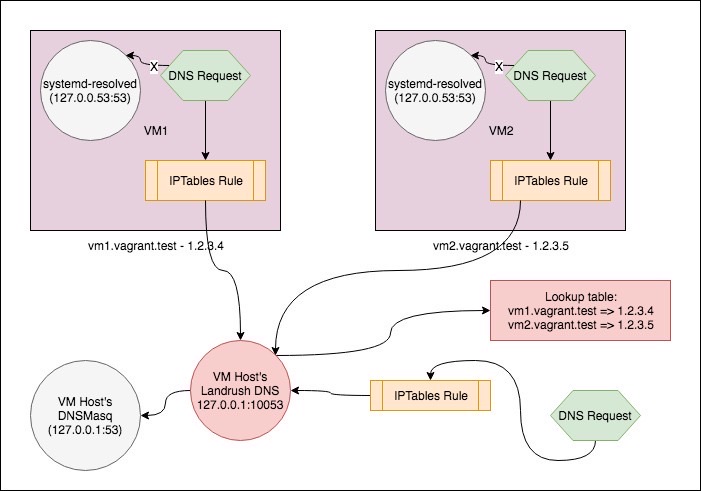 systemd-resolved
(127.0.0.53:53)
X
DNS Request
VM1
IPTables Rule
vm1.vagrant.test - 1.2.3.4
systemd-resolved
(127.0.0.53:53)
X
DNS Request
VM2
IPTables Rule
vm2.vagrant.test - 1.2.3.5
Lookup table:
vm1.vagrant.test => 1.2.3.4
vm2.vagrant.test => 1.2.3.5
VM Host's
Landrush DNS
127.0.0.1:10053
VM Host's
DNSMasq
(127.0.0.1:53)
IPTables Rule
DNS Request